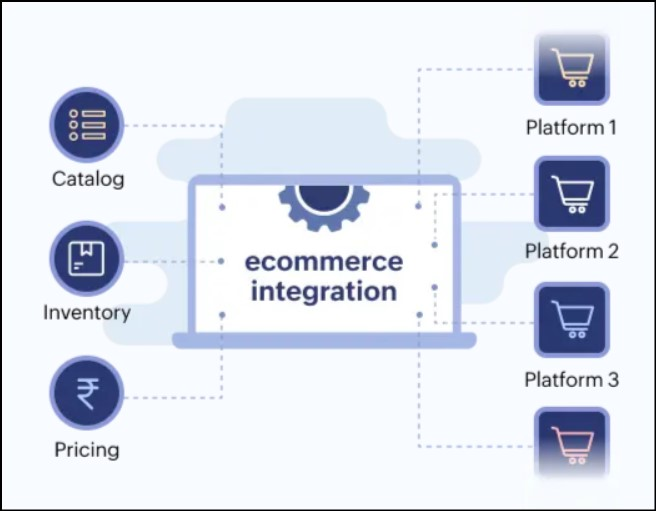 Catalog
Inventory
₹
Pricing
ecommerce
integration
Platform 1
Platform 2
Platform 3